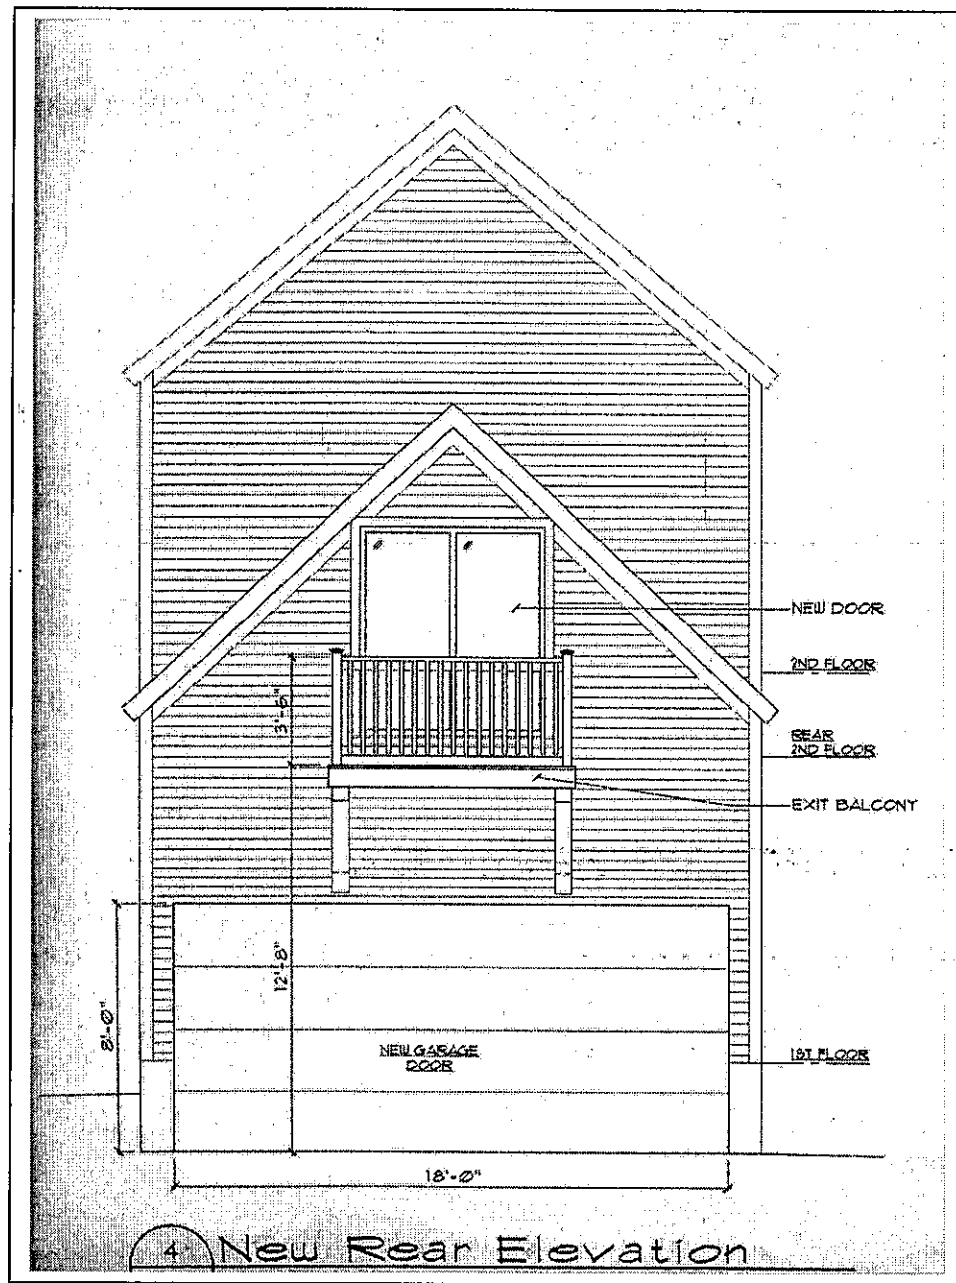 NEW DOOR
2ND FLOOR
3'-6"
REAR
2ND FLOOR
EXIT BALCONY
12'-8"
8'-0"
NEW GARAGE
DOOR
1ST FLOOR
18'-0"
4 New Rear Elevation